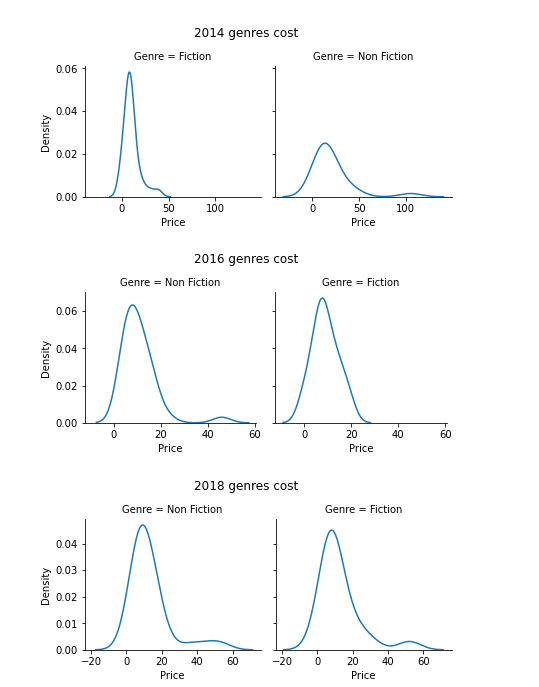 2014 genres cost
Genre = Fiction
Genre = Non Fiction
0.06
0.04
0.02
0.00
Density
0 50 100
0 50 100
Price
Price
2016 genres cost
Genre = Non Fiction
Genre = Fiction
0.06
0.04
0.02
0.00
Density
0 20 40 60
0 20 40 60
Price
Price
2018 genres cost
Genre = Non Fiction
Genre = Fiction
0.04
0.03
0.02
0.01
0.00
Density
−20 0 20 40 60
−20 0 20 40 60
Price
Price